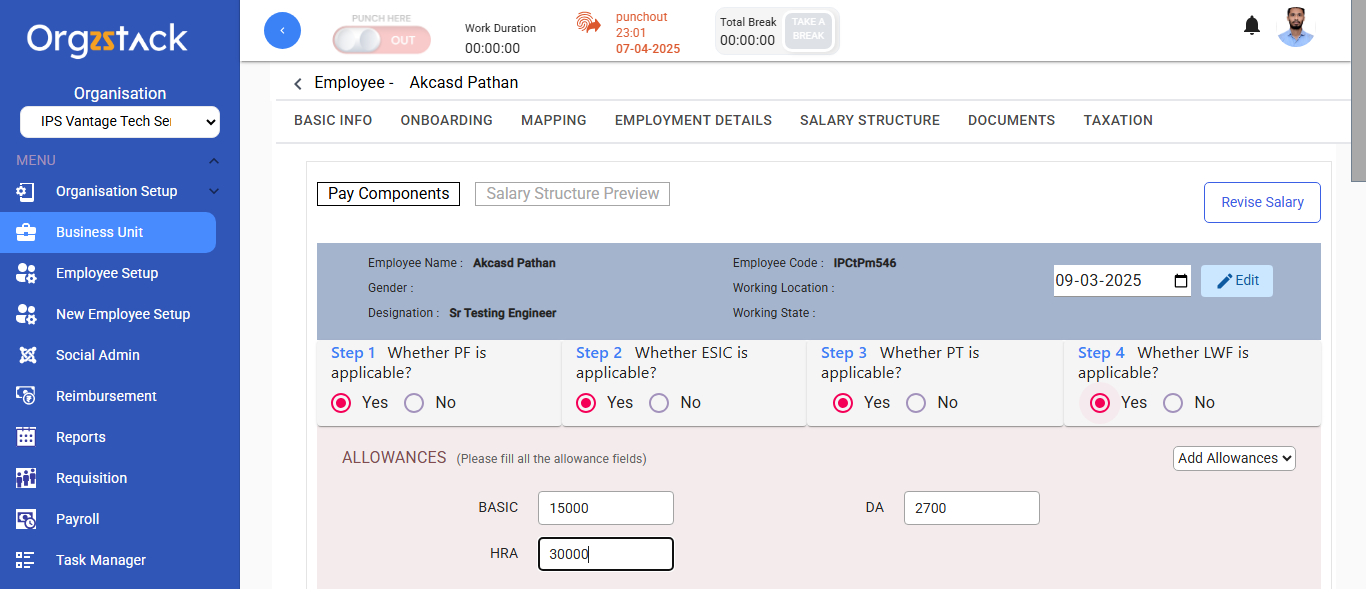 Orgzstack
Organisation
IPS Vantage Tech Ser
MENU
Organisation Setup
Business Unit
Employee Setup
New Employee Setup
Social Admin
Reimbursement
Reports
Requisition
Payroll
Task Manager
PUNCH HERE
OUT
Work Duration
00:00:00
punchout
23:01
07-04-2025
Total Break
00:00:00
TAKE A
BREAK
Employee - Akcasd Pathan
BASIC INFO ONBOARDING MAPPING EMPLOYMENT DETAILS SALARY STRUCTURE DOCUMENTS TAXATION
Pay Components Salary Structure Preview
Revise Salary
Employee Name : Akcasd Pathan
Gender :
Designation : Sr Testing Engineer
Employee Code : IPCtPm546
Working Location :
Working State :
09-03-2025
Edit
Step 1 Whether PF is
applicable?
Yes No
Step 2 Whether ESIC is
applicable?
Yes No
Step 3 Whether PT is
applicable?
Yes No
Step 4 Whether LWF is
applicable?
Yes No
ALLOWANCES (Please fill all the allowance fields)
Add Allowances
BASIC 15000
DA 2700
HRA 30000